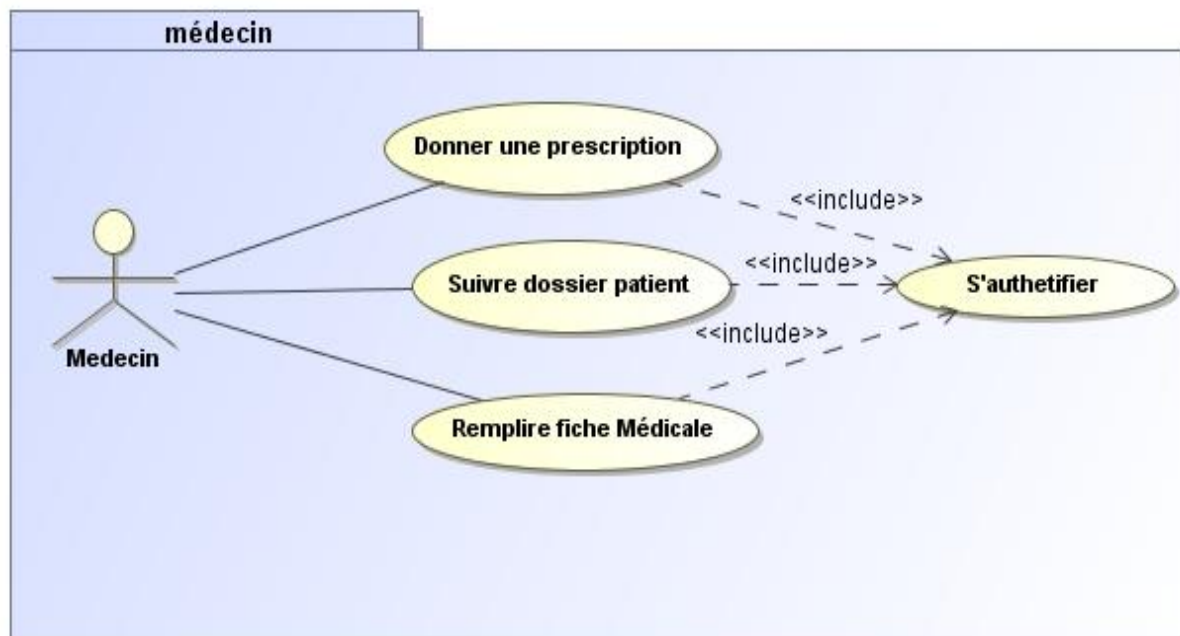 médecin
Donner une prescription
<<include>>
Suivre dossier patient
<<include>>
S'authetifier
<<include>>
Medecin
Remplire fiche Médicale